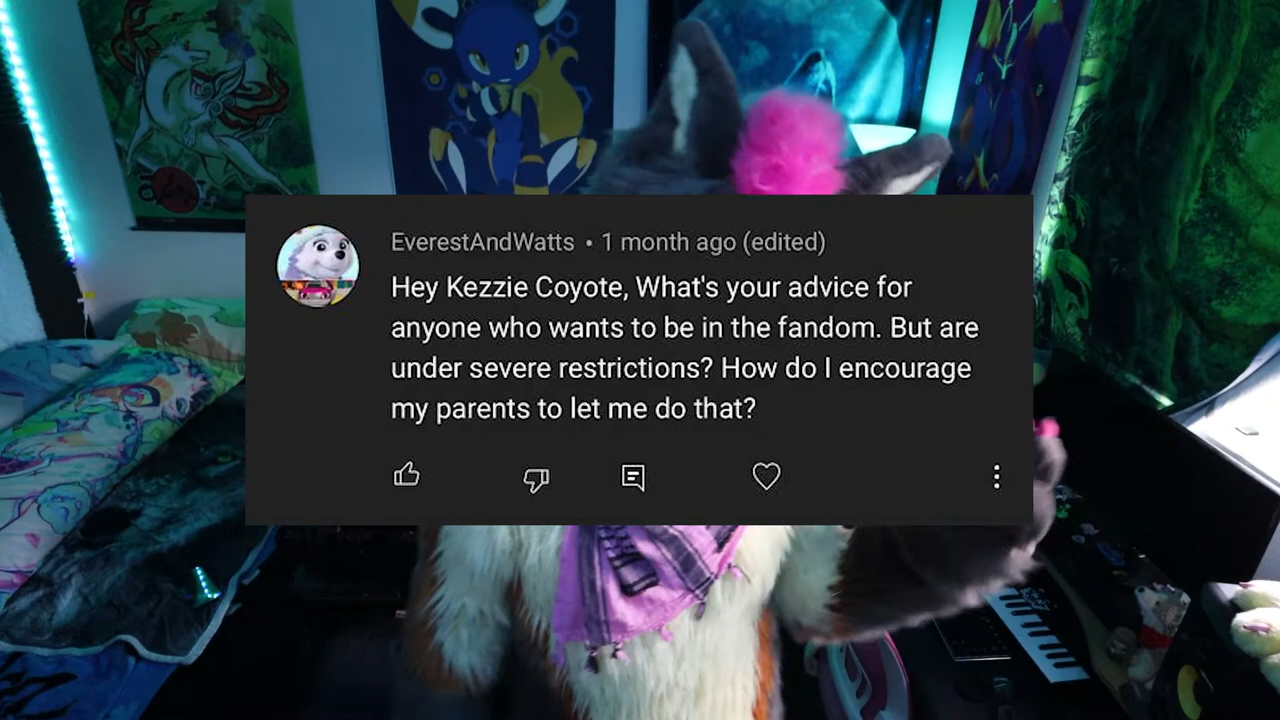 EverestAndWatts • 1 month ago (edited)
Hey Kezzie Coyote, What's your advice for
anyone who wants to be in the fandom. But are
under severe restrictions? How do I encourage
my parents to let me do that?